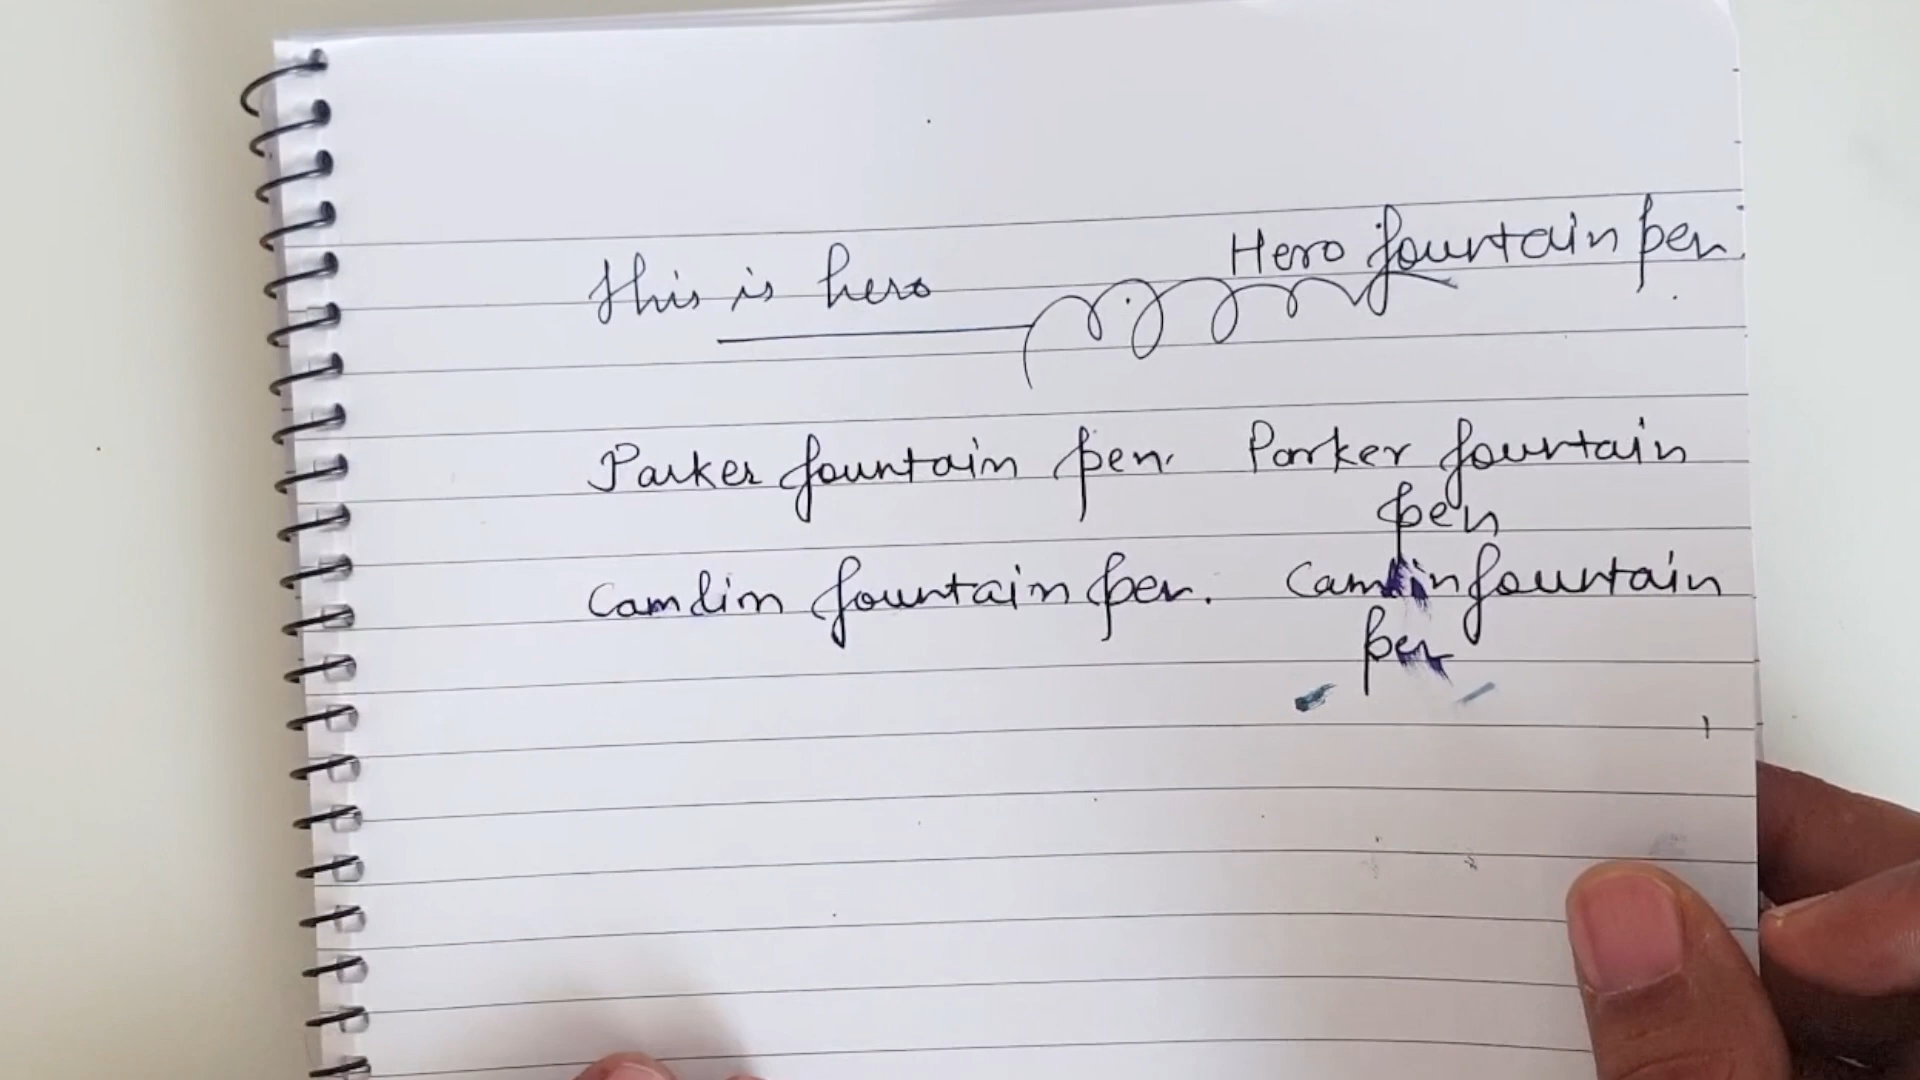 this is hero Hero fountain pen.
Parker fountain pen. Parker fountain
pen
Camlin fountain pen. Camlin fountain
pen